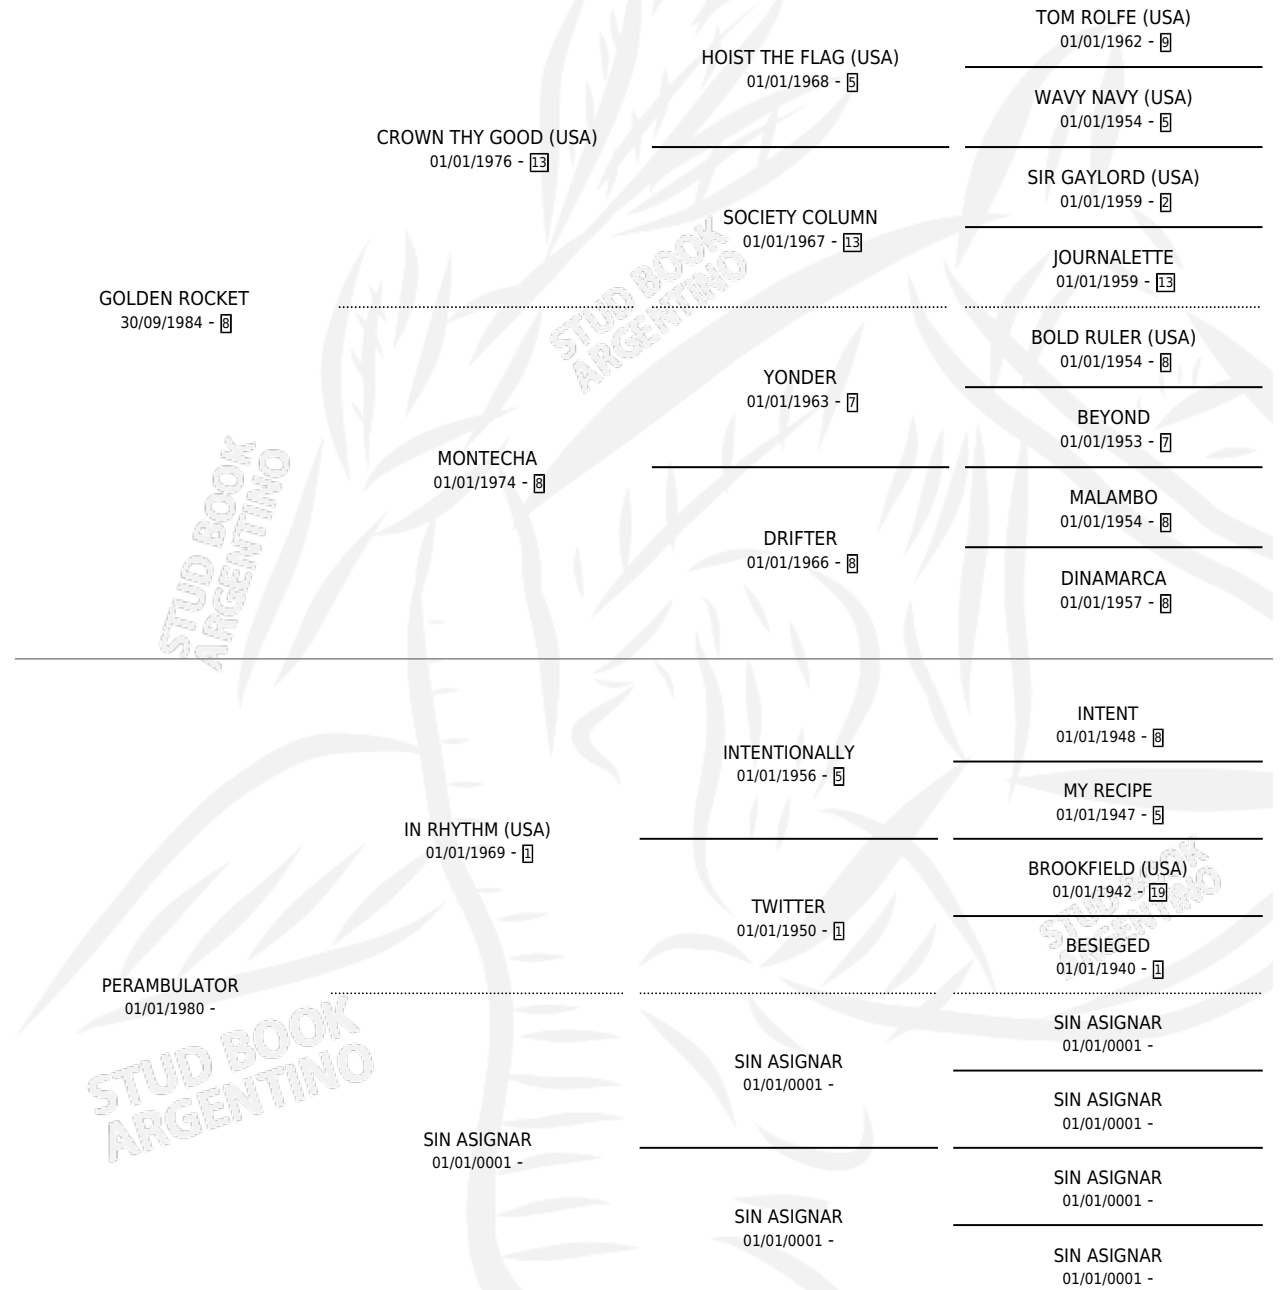 TOM ROLFE (USA)
01/01/1962 - 9
HOIST THE FLAG (USA)
01/01/1968 - 5
WAVY NAVY (USA)
01/01/1954 - 5
CROWN THY GOOD (USA)
01/01/1976 - 13
SIR GAYLORD (USA)
01/01/1959 - 2
SOCIETY COLUMN
01/01/1967 - 13
JOURNALETTE
01/01/1959 - 13
GOLDEN ROCKET
30/09/1984 - 8
STUD BOOK
ARGENTINO
BOLD RULER (USA)
01/01/1954 - 8
YONDER
01/01/1963 - 7
BEYOND
01/01/1953 - 7
MONTECHA
01/01/1974 - 8
MALAMBO
01/01/1954 - 8
DRIFTER
01/01/1966 - 8
DINAMARCA
01/01/1957 - 8
STUD BOOK
ARGENTINO
INTENT
01/01/1948 - 8
INTENTIONALLY
01/01/1956 - 5
MY RECIPE
01/01/1947 - 5
IN RHYTHM (USA)
01/01/1969 - 1
BROOKFIELD (USA)
01/01/1942 - 19
TWITTER
01/01/1950 - 1
STUD BOOK
ARGENTINO
BESIEGED
01/01/1940 - 1
PERAMBULATOR
01/01/1980 -
SIN ASIGNAR
01/01/0001 -
SIN ASIGNAR
01/01/0001 -
STUD BOOK
ARGENTINO
SIN ASIGNAR
01/01/0001 -
SIN ASIGNAR
01/01/0001 -
SIN ASIGNAR
01/01/0001 -
SIN ASIGNAR
01/01/0001 -
SIN ASIGNAR
01/01/0001 -